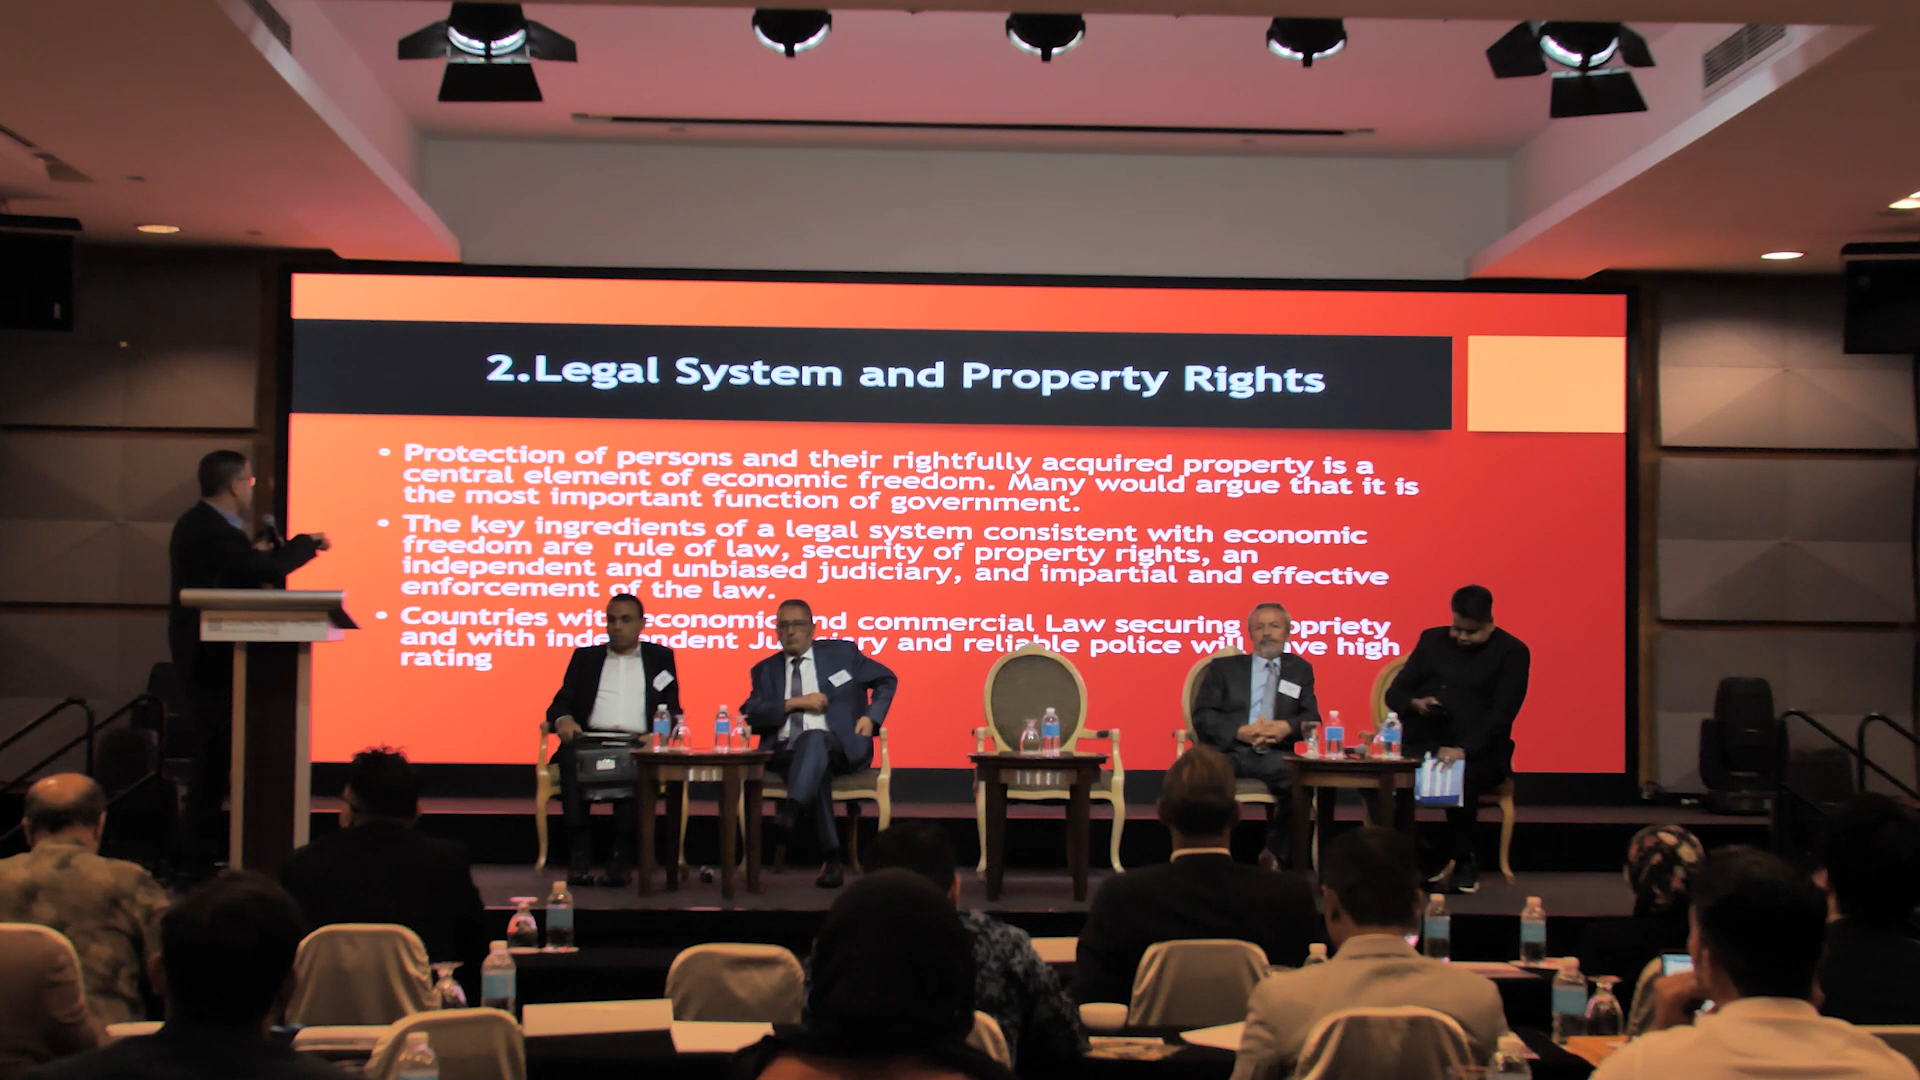 2.Legal System and Property Rights
• Protection of persons and their rightfully acquired property is a
central element of economic freedom. Many would argue that it is
the most important function of government.
• The key ingredients of a legal system consistent with economic
freedom are rule of law, security of property rights, an
independent and unbiased judiciary, and impartial and effective
enforcement of the law.
• Countries economic commercial Law securing
and with and reliable police high
rating